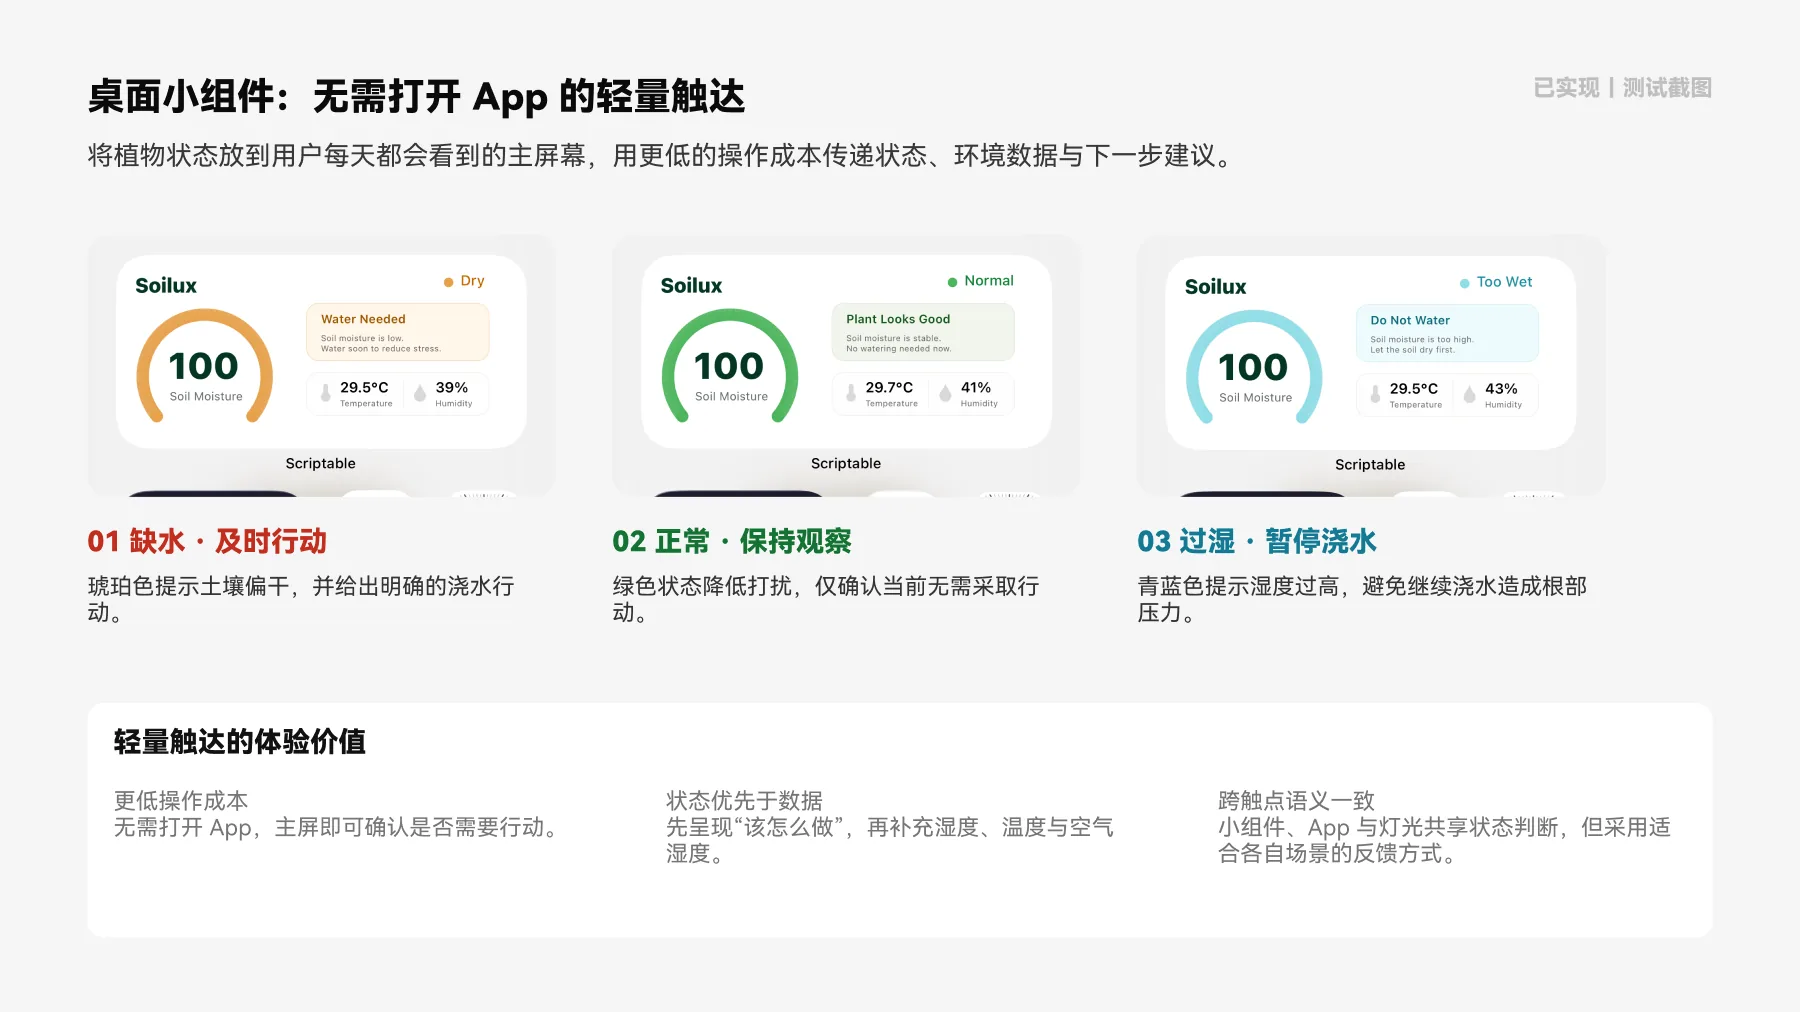 桌面小组件：无需打开 App 的轻量触达
已实现 | 测试截图
将植物状态放到用户每天都会看到的主屏幕，用更低的操作成本传递状态、环境数据与下一步建议。
Soilux
Dry
Water Needed
Soil moisture is low.
Water soon to reduce stress.
100
Soil Moisture
29.5°C
Temperature
39%
Humidity
Scriptable
Soilux
Normal
Plant Looks Good
Soil moisture is stable.
No watering needed now.
100
Soil Moisture
29.7°C
Temperature
41%
Humidity
Scriptable
Soilux
Too Wet
Do Not Water
Soil moisture is too high.
Let the soil dry first.
100
Soil Moisture
29.5°C
Temperature
43%
Humidity
Scriptable
01 缺水 · 及时行动
琥珀色提示土壤偏干，并给出明确的浇水行
动。
02 正常 · 保持观察
绿色状态降低打扰，仅确认当前无需采取行
动。
03 过湿 · 暂停浇水
青蓝色提示湿度过高，避免继续浇水造成根部
压力。
轻量触达的体验价值
更低操作成本
无需打开 App，主屏即可确认是否需要行动。
状态优先于数据
先呈现“该怎么做”，再补充湿度、温度与空气
湿度。
跨触点语义一致
小组件、App 与灯光共享状态判断，但采用适
合各自场景的反馈方式。